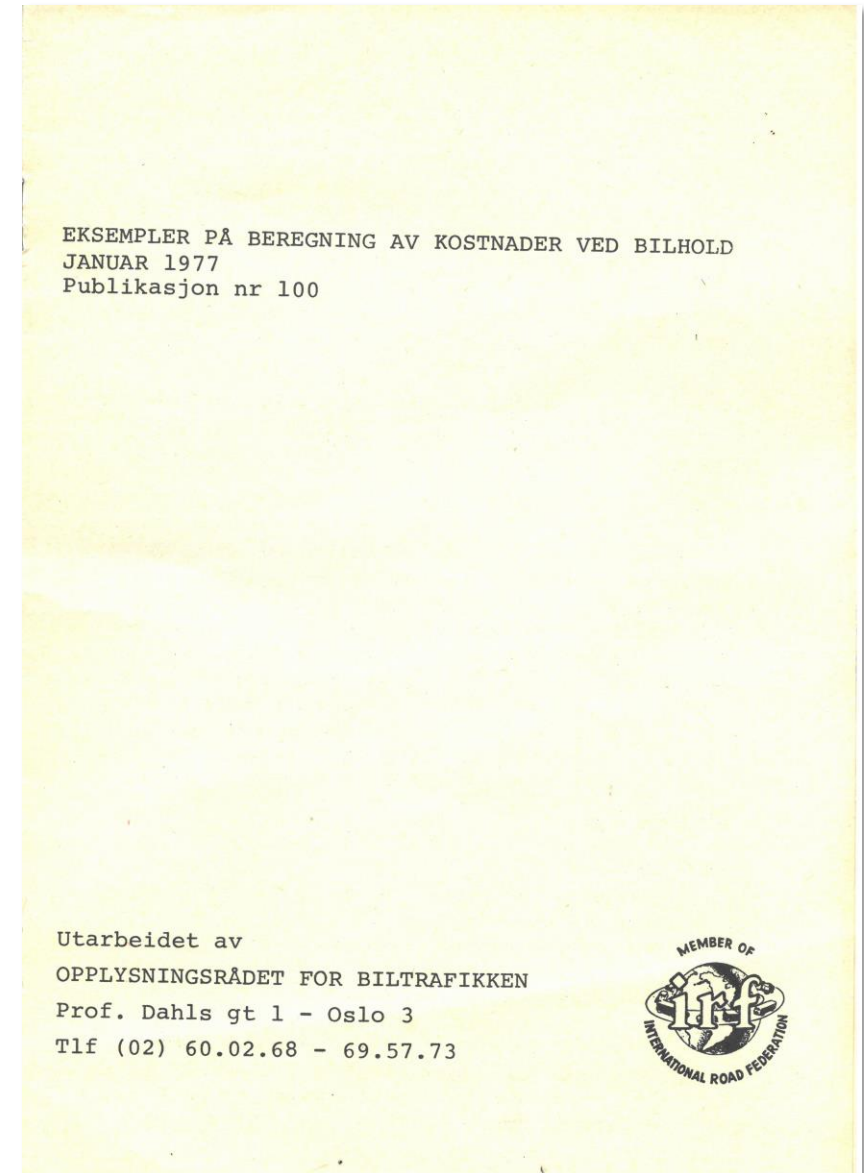 EKSEMPLER PÅ BEREGNING AV KOSTNADER VED BILHOLD
JANUAR 1977
Publikasjon nr 100
Utarbeidet av
OPPLYSNINGSRÅDET FOR BILTRAFIKKEN
Prof. Dahls gt 1 - Oslo 3
Tlf (02) 60.02.68 - 69.57.73
MEMBER OF
irf
INTERNATIONAL ROAD FEDERATION